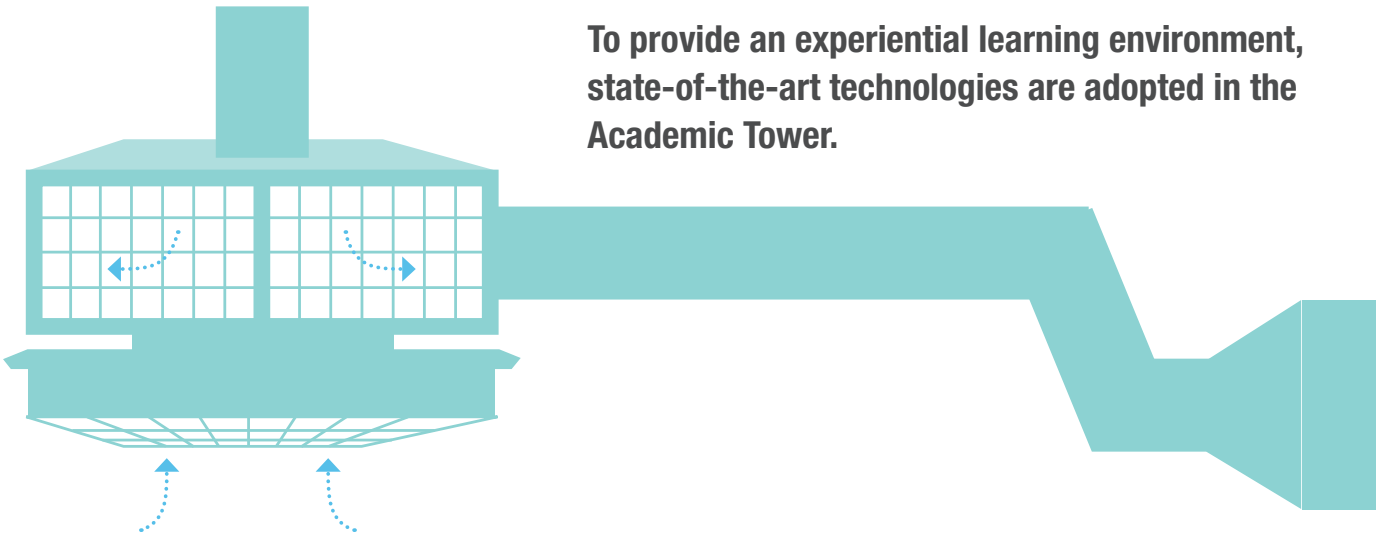 To provide an experiential learning environment,
state-of-the-art technologies are adopted in the
Academic Tower.